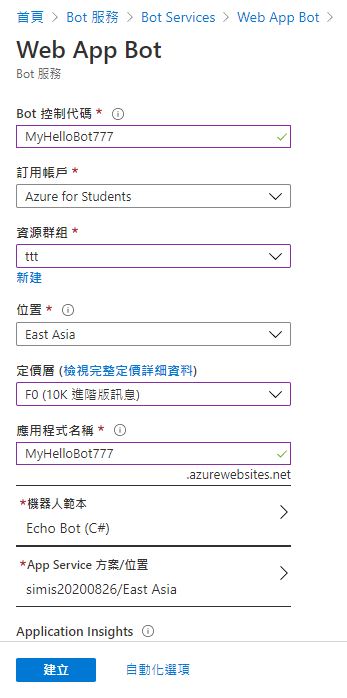 首頁 > Bot 服務 > Bot Services > Web App Bot >
Web App Bot
Bot 服務
Bot 控制代碼 *
MyHelloBot777
訂用帳戶 *
Azure for Students
資源群組 *
ttt
新建
位置 *
East Asia
定價層 (檢視完整定價詳細資料)
F0 (10K 進階版訊息)
應用程式名稱 *
MyHelloBot777
.azurewebsites.net
*機器人範本
Echo Bot (C#)
*App Service 方案/位置
simis20200826/East Asia
Application Insights
建立
自動化選項